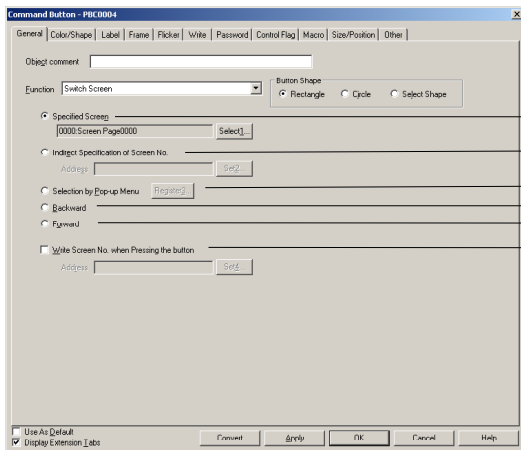 Command Button - PBC0004
General Color/Shape Label Frame Flicker Write Password Control Flag Macro Size/Position Other
Object comment
Button Shape
Function Switch Screen Rectangle Circle Select Shape
Specified Screen
0000:Screen Page0000 Select1...
Indirect Specification of Screen No.
Address Set2...
Selection by Pop-up Menu Register3...
Backward
Forward
Write Screen No. when Pressing the button
Address Set4...
Use As Default
Display Extension Tabs Convert Apply OK Cancel Help